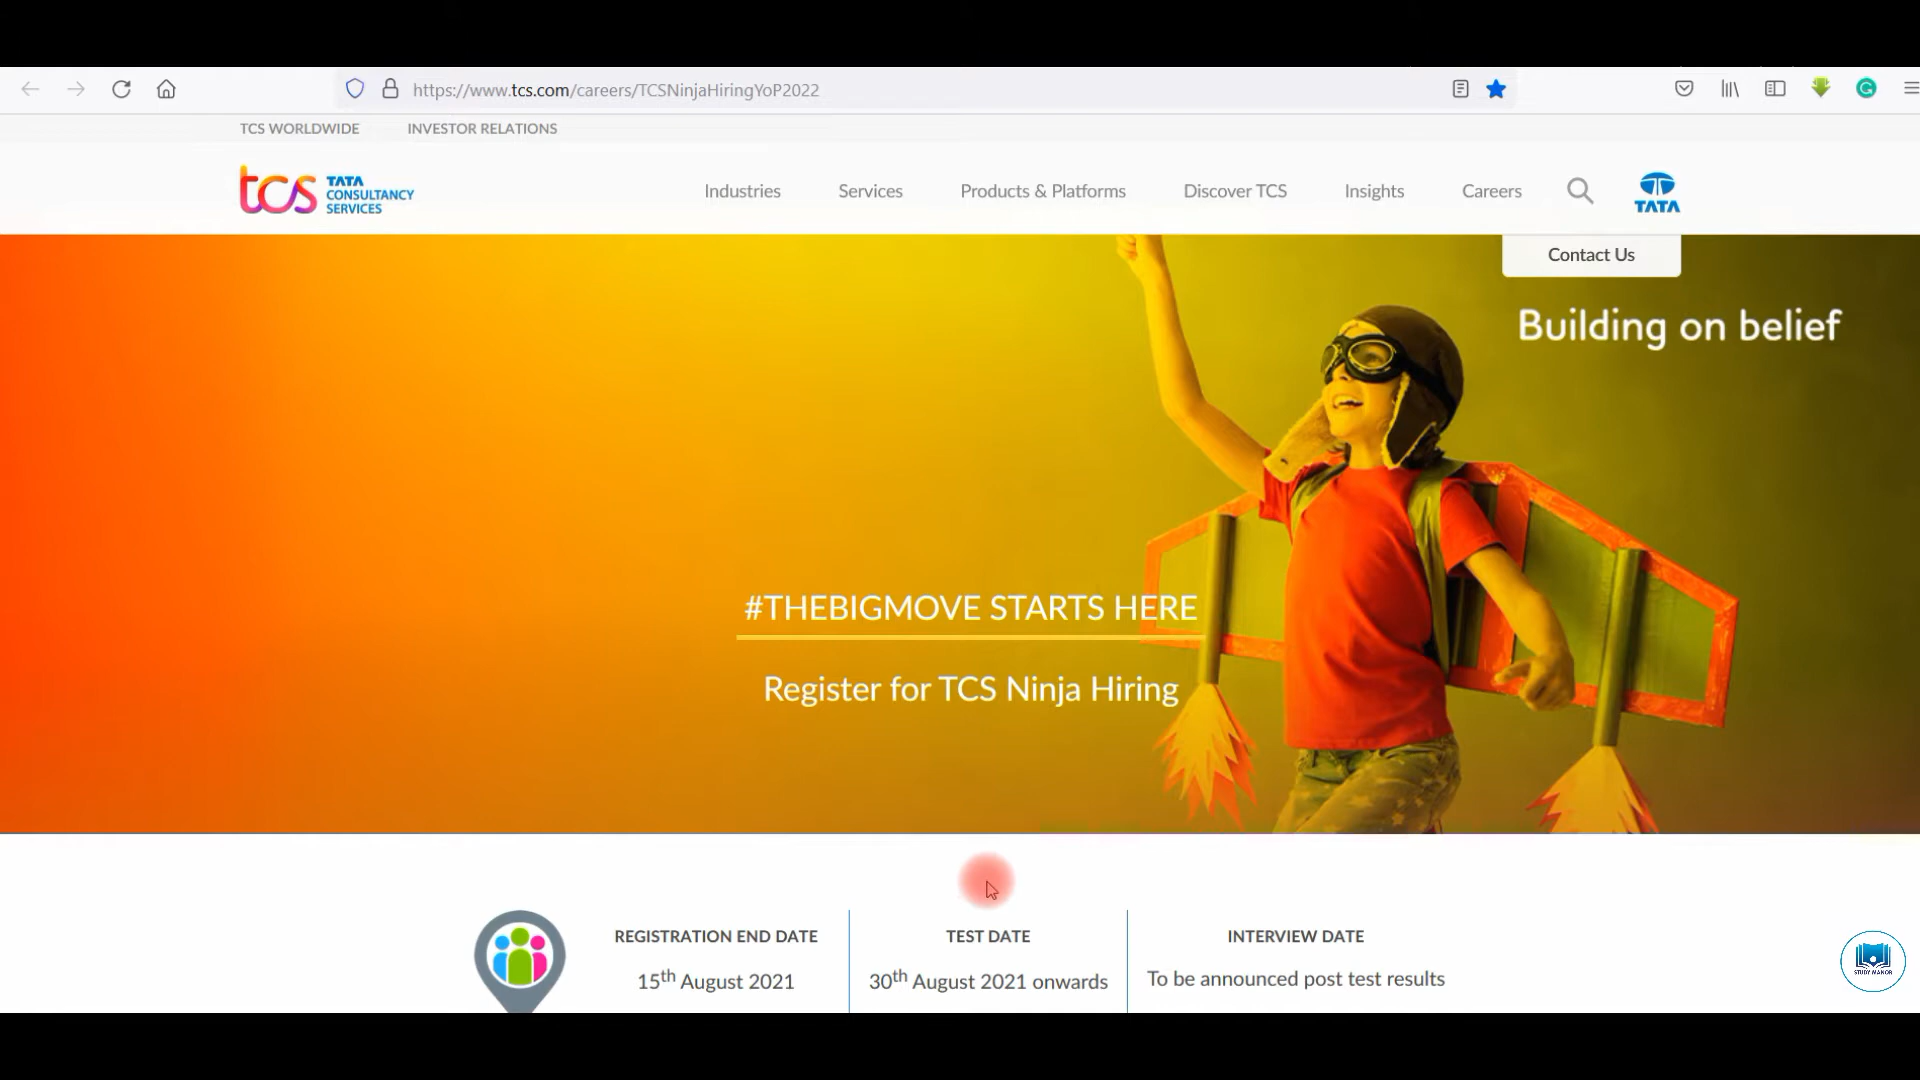 https://www.tcs.com/careers/TCSNinjaHiringYoP2022
TCS WORLDWIDE
INVESTOR RELATIONS
tcs TATA CONSULTANCY SERVICES
Industries
Services
Products & Platforms
Discover TCS
Insights
Careers
TATA
Contact Us
Building on belief
#THEBIGMOVE STARTS HERE
Register for TCS Ninja Hiring
REGISTRATION END DATE
15th August 2021
TEST DATE
30th August 2021 onwards
INTERVIEW DATE
To be announced post test results
STUDY MANOR